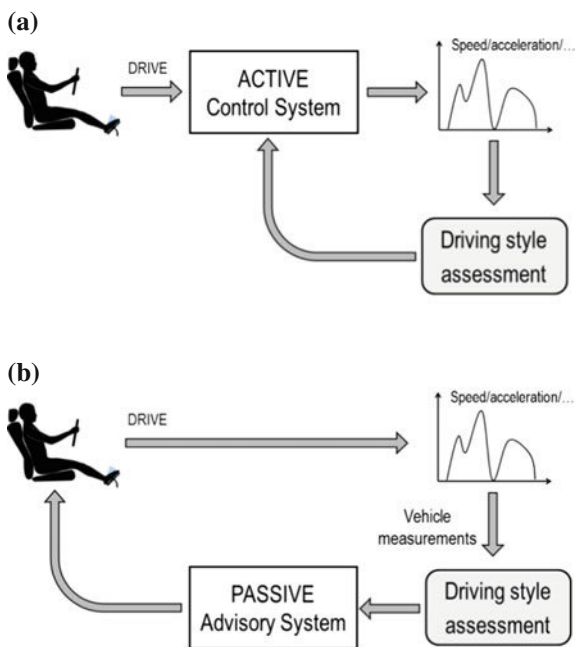 (a)
DRIVE
ACTIVE
Control System
Speed/acceleration/…
Driving style
assessment
(b)
DRIVE
Speed/acceleration/…
Vehicle
measurements
PASSIVE
Advisory System
Driving style
assessment